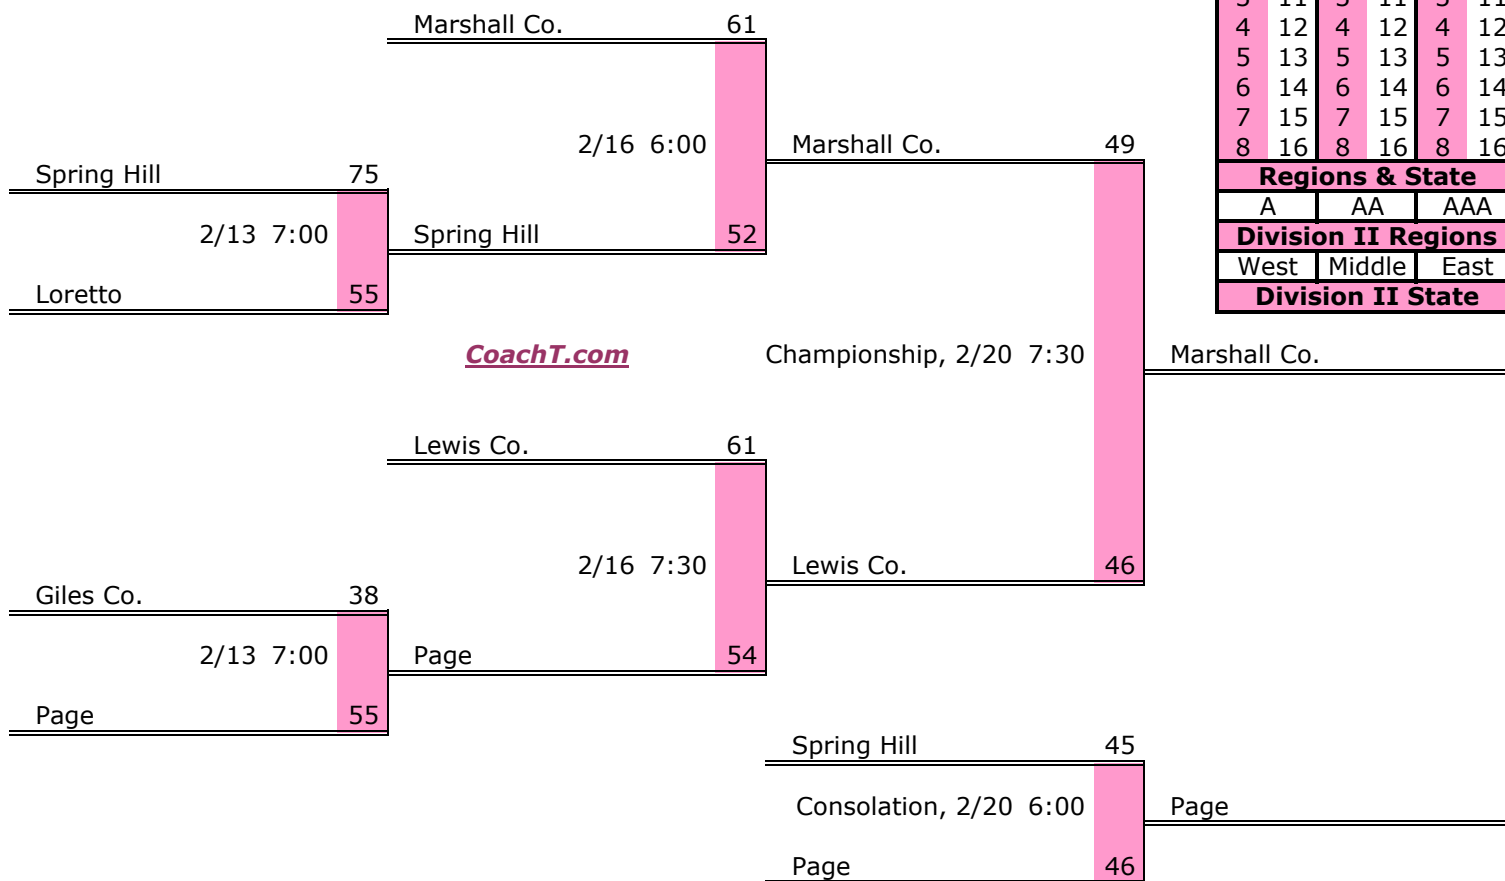 Marshall Co. 61
2/16 6:00
Spring Hill 75
2/13 7:00
Spring Hill 52
Loretto 55
Marshall Co. 49
CoachT.com
Championship, 2/20 7:30
Marshall Co.
Lewis Co. 61
2/16 7:30
Lewis Co. 46
Giles Co. 38
2/13 7:00
Page 54
Page 55
Spring Hill 45
Consolation, 2/20 6:00
Page
Page 46
4 12 4 12 4 12
5 13 5 13 5 13
6 14 6 14 6 14
7 15 7 15 7 15
8 16 8 16 8 16
Regions & State
A AA AAA
Division II Regions
West Middle East
Division II State